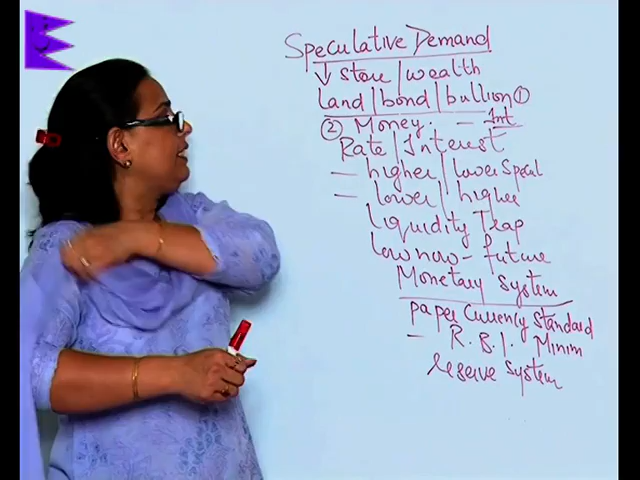 Speculative Demand
↓ store/wealth
land/bond/bullion ①
② Money. - Int
Rate/Interest
- higher/lower Specul
- lower/higher
Liquidity Trap
Low now - future
Monetary System
paper Currency Standard
- R.B.I. Minim
reserve System